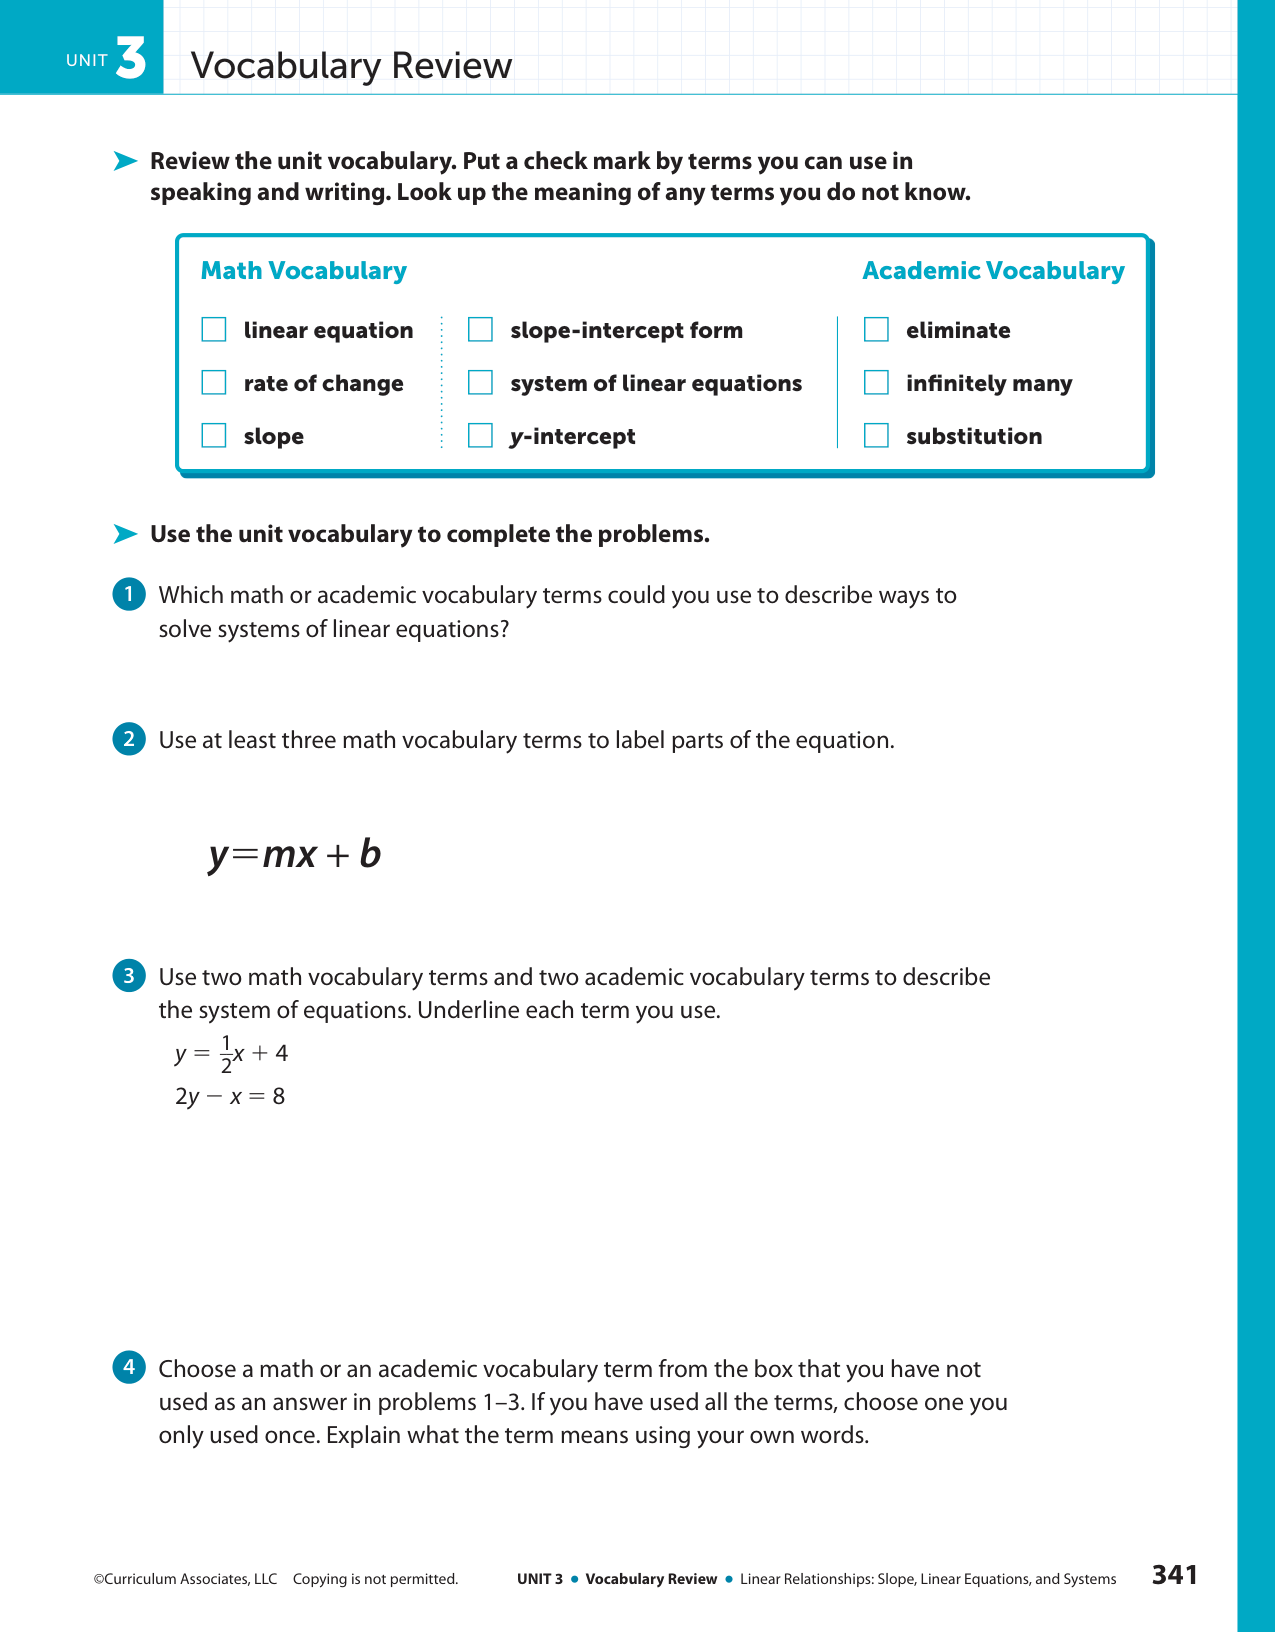 UNIT 3 Vocabulary Review
Review the unit vocabulary. Put a check mark by terms you can use in
speaking and writing. Look up the meaning of any terms you do not know.
Math Vocabulary
linear equation
rate of change
slope
slope-intercept form
system of linear equations
y-intercept
Academic Vocabulary
eliminate
infinitely many
substitution
Use the unit vocabulary to complete the problems.
1 Which math or academic vocabulary terms could you use to describe ways to
solve systems of linear equations?
2 Use at least three math vocabulary terms to label parts of the equation.
y=mx + b
3 Use two math vocabulary terms and two academic vocabulary terms to describe
the system of equations. Underline each term you use.
y = 1/2x + 4
2y − x = 8
4 Choose a math or an academic vocabulary term from the box that you have not
used as an answer in problems 1–3. If you have used all the terms, choose one you
only used once. Explain what the term means using your own words.
©Curriculum Associates, LLC Copying is not permitted. UNIT 3 • Vocabulary Review • Linear Relationships: Slope, Linear Equations, and Systems 341